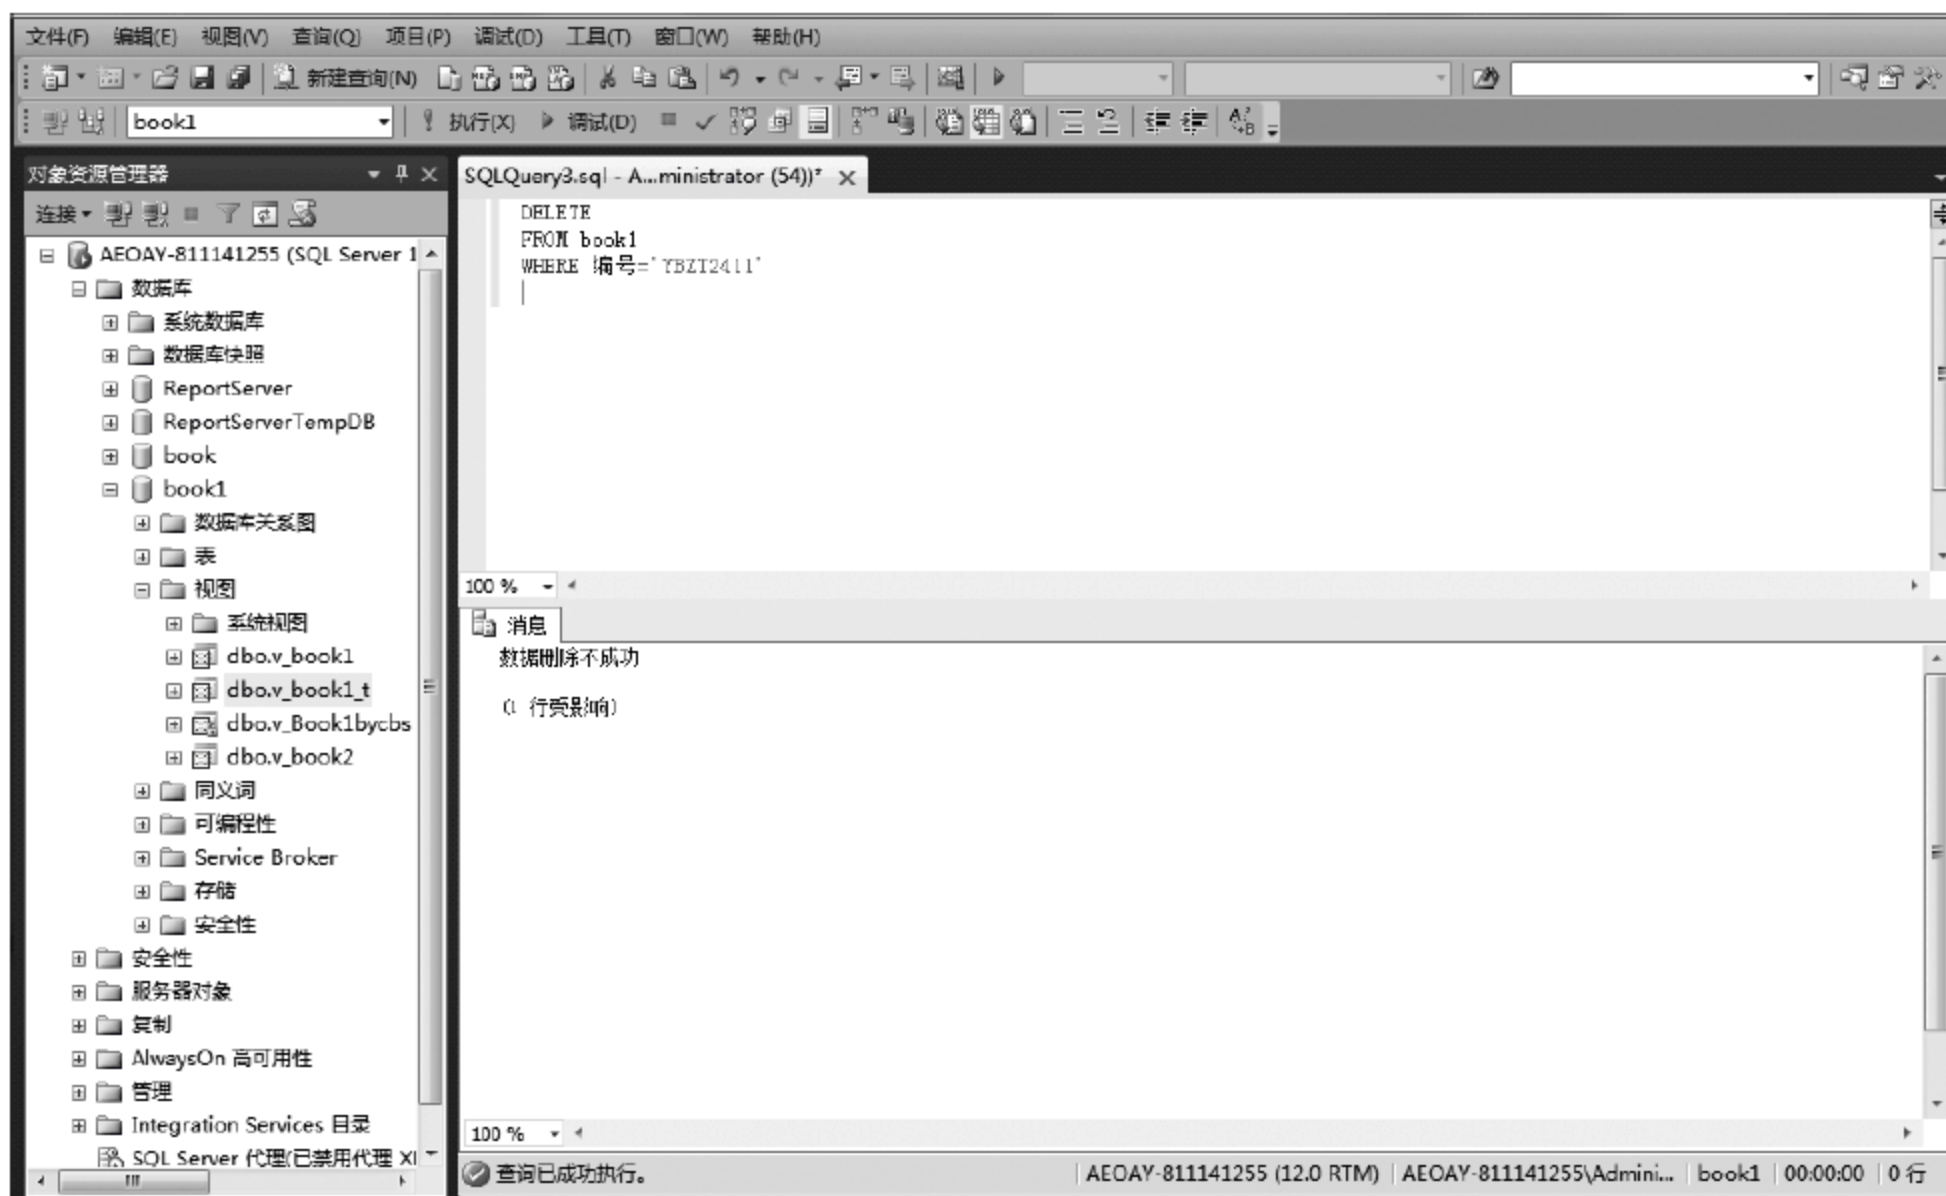 文件(F) 编辑(E) 视图(V) 查询(Q) 项目(P) 调试(D) 工具(T) 窗口(W) 帮助(H)
新建查询(N)
book1 执行(X) 调试(D)
对象资源管理器
连接
AEOAY-811141255 (SQL Server 1
数据库
系统数据库
数据库快照
ReportServer
ReportServerTempDB
book
book1
数据库关系图
表
视图
系统视图
dbo.v_book1
dbo.v_book1_t
dbo.v_Book1bycbs
dbo.v_book2
同义词
可编程性
Service Broker
存储
安全性
安全性
服务器对象
复制
AlwaysOn 高可用性
管理
Integration Services 目录
SQL Server 代理(已禁用代理 XI
SQLQuery3.sql - A...ministrator (54))*
DELETE
FROM book1
WHERE 编号='YBZT2411'
100 %
消息
数据删除不成功
(1 行受影响)
100 %
查询已成功执行。 AEOAY-811141255 (12.0 RTM) AEOAY-811141255\Admini... book1 00:00:00 0 行